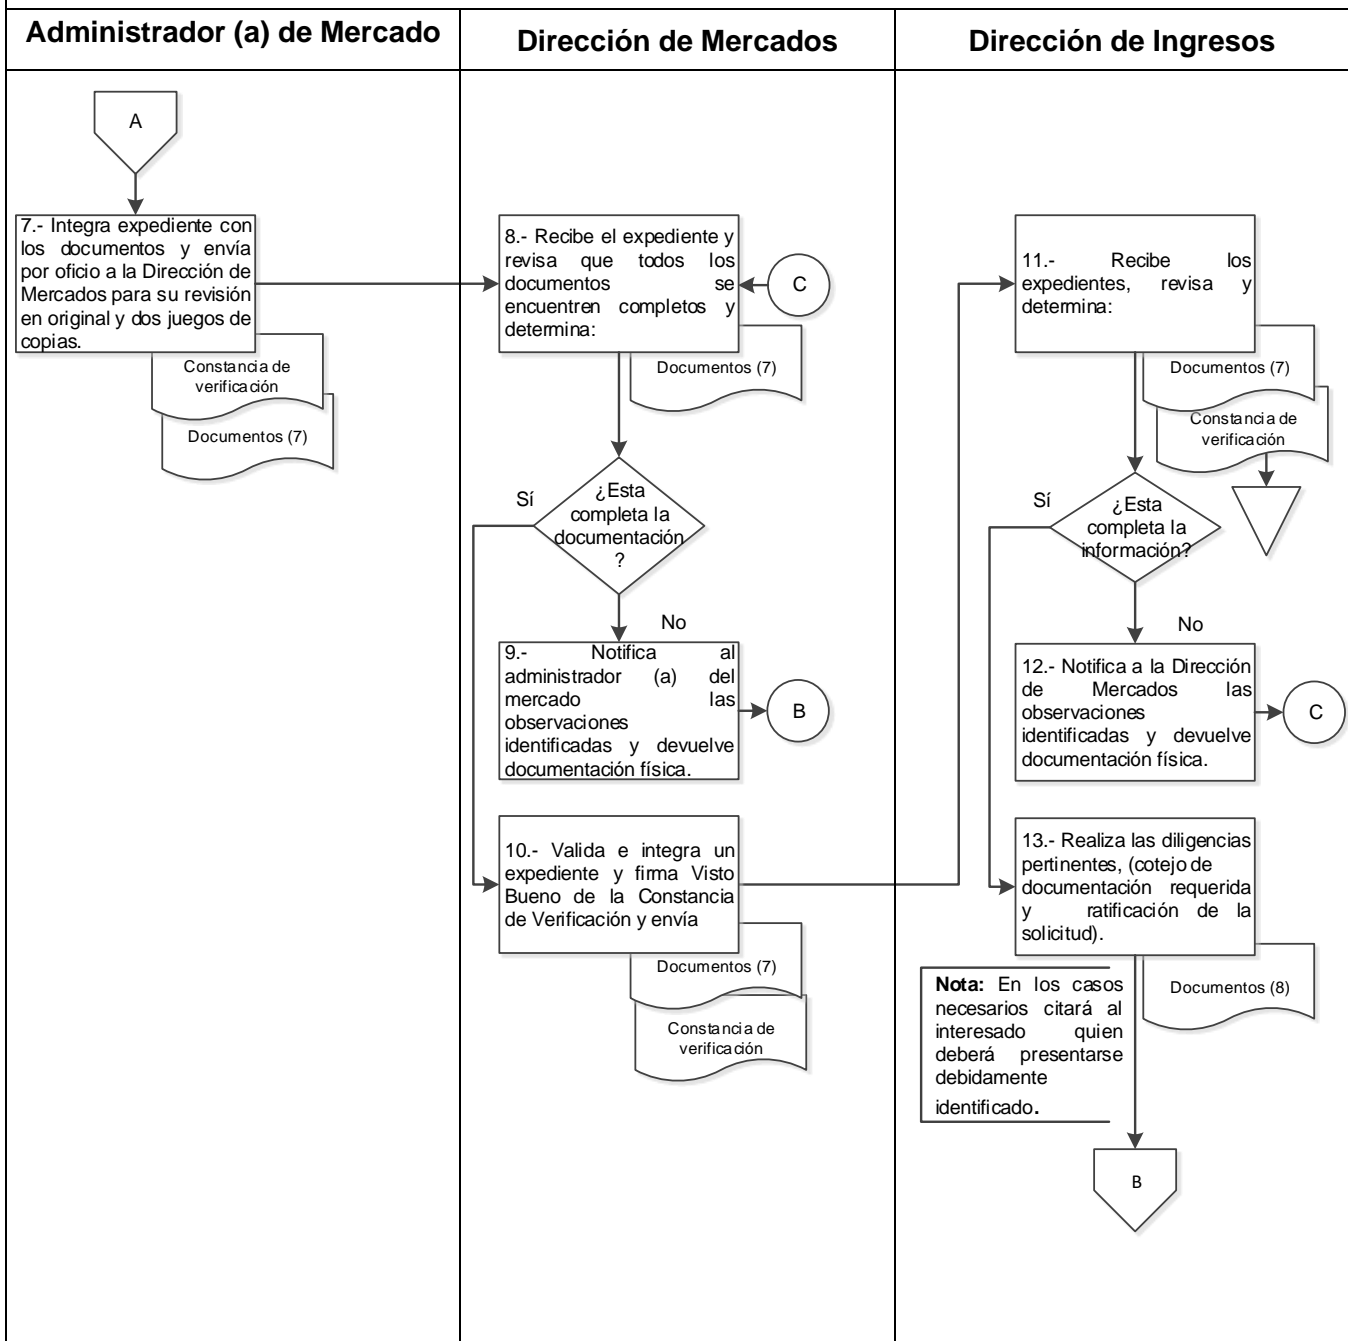 Administrador (a) de Mercado
Dirección de Mercados
Dirección de Ingresos
A
7.- Integra expediente con
los documentos y envía
por oficio a la Dirección de
Mercados para su revisión
en original y dos juegos de
copias.
Constancia de
verificación
Documentos (7)
8.- Recibe el expediente y
revisa que todos los
documentos se
encuentren completos y
determina:
C
Documentos (7)
¿Esta
completa la
documentación
?
Sí
No
9.- Notifica al
administrador (a) del
mercado las
observaciones
identificadas y devuelve
documentación física.
B
10.- Valida e integra un
expediente y firma Visto
Bueno de la Constancia
de Verificación y envía
Documentos (7)
Constancia de
verificación
11.- Recibe los
expedientes, revisa y
determina:
Documentos (7)
Constancia de
verificación
¿Esta
completa la
información?
Sí
No
12.- Notifica a la Dirección
de Mercados las
observaciones
identificadas y devuelve
documentación física.
C
13.- Realiza las diligencias
pertinentes, (cotejo de
documentación requerida
y ratificación de la
solicitud).
Documentos (8)
Nota: En los casos
necesarios citará al
interesado quien
deberá presentarse
debidamente
identificado.
B